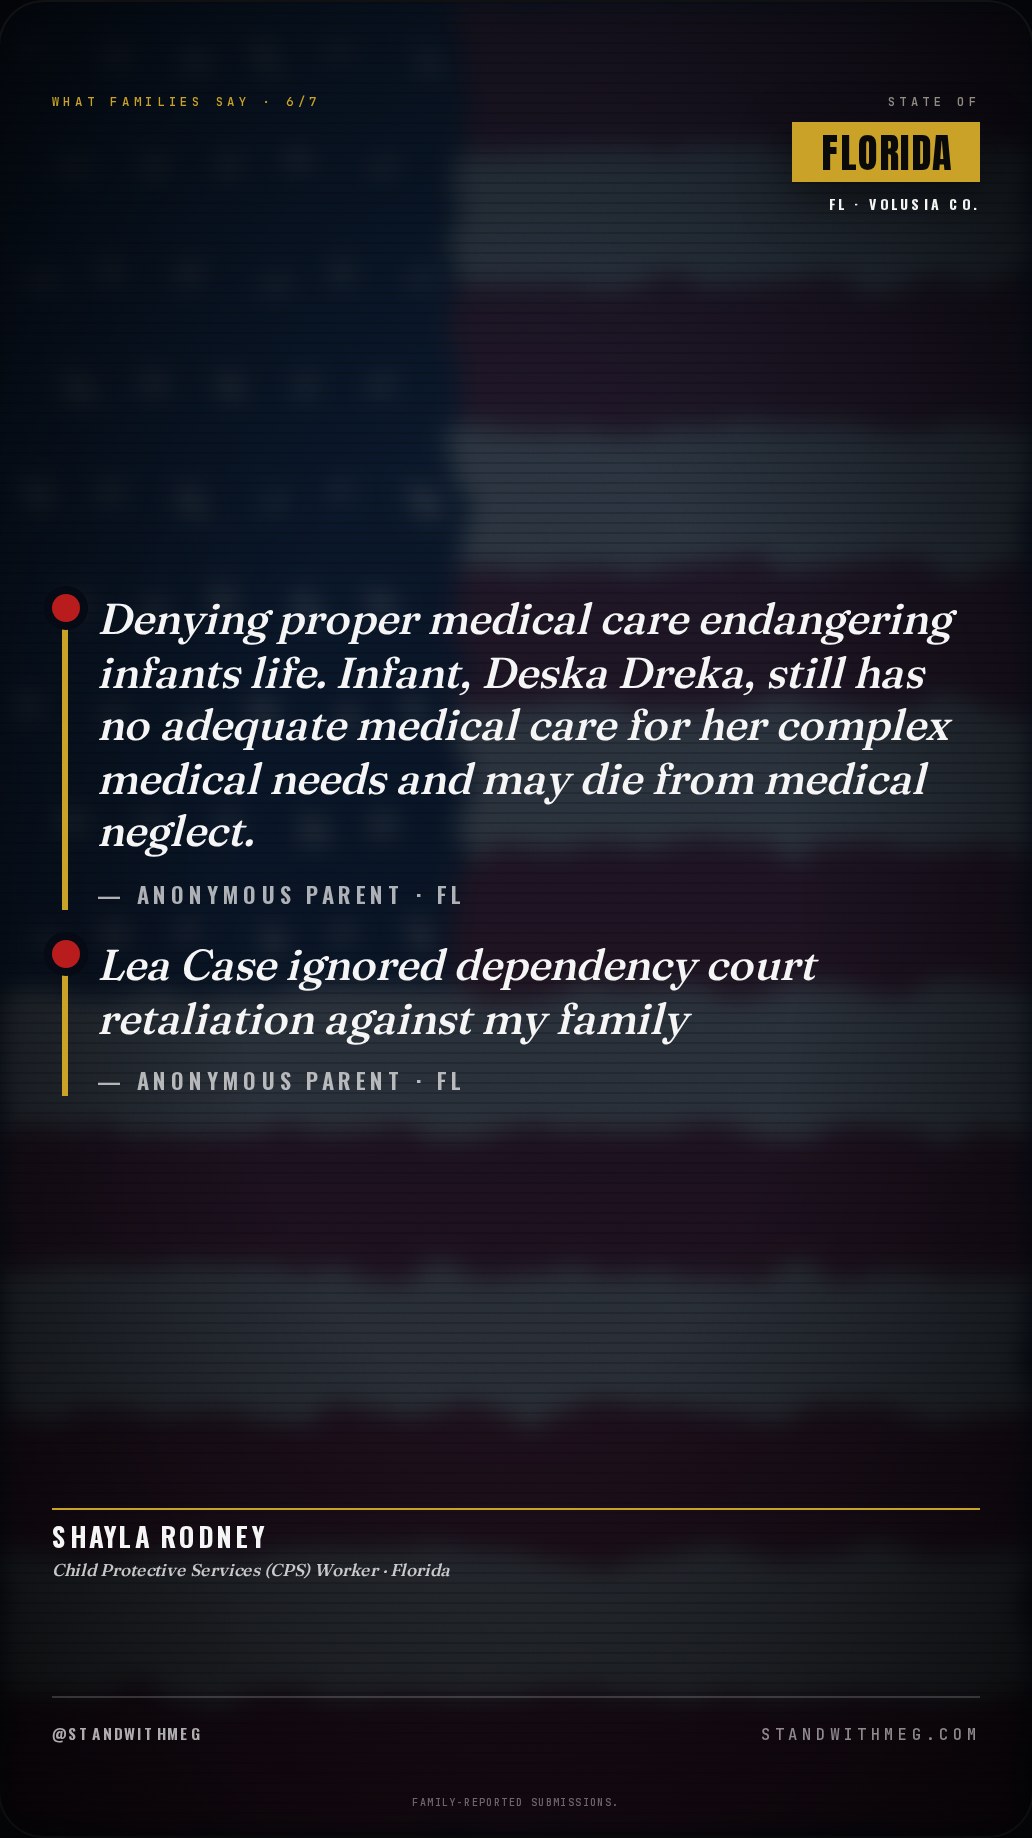 WHAT FAMILIES SAY · 6/7
STATE OF
FLORIDA
FL · VOLUSIA CO.
Denying proper medical care endangering
infants life. Infant, Deska Dreka, still has
no adequate medical care for her complex
medical needs and may die from medical
neglect.
— ANONYMOUS PARENT · FL
Lea Case ignored dependency court
retaliation against my family
— ANONYMOUS PARENT · FL
SHAYLA RODNEY
Child Protective Services (CPS) Worker · Florida
@STANDWITHMEG
STANDWITHMEG.COM
FAMILY-REPORTED SUBMISSIONS.